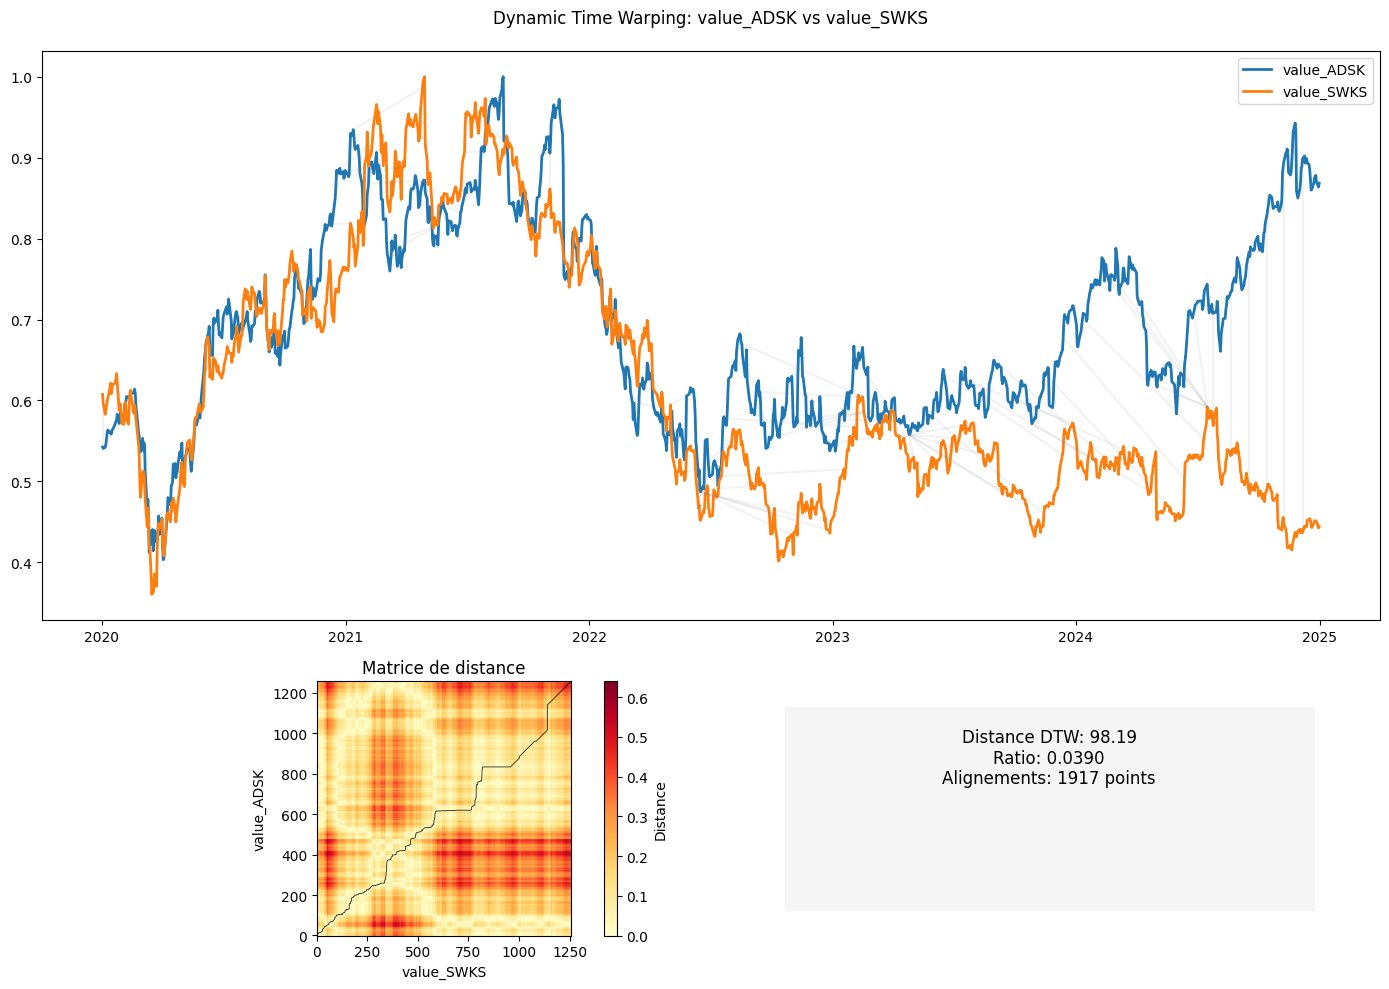 Dynamic Time Warping: value_ADSK vs value_SWKS
value_ADSK
value_SWKS
1.0
0.9
0.8
0.7
0.6
0.5
0.4
2020 2021 2022 2023 2024 2025
Matrice de distance
1200
1000
800
600
400
200
0
value_ADSK
0 250 500 750 1000 1250
value_SWKS
0.6
0.5
0.4
0.3
0.2
0.1
0.0
Distance
Distance DTW: 98.19
Ratio: 0.0390
Alignements: 1917 points